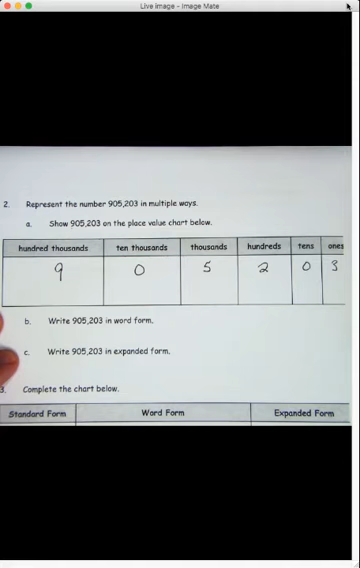 Live image - Image Mate
2. Represent the number 905,203 in multiple ways.
a. Show 905,203 on the place value chart below.
hundred thousands ten thousands thousands hundreds tens ones
9 0 5 2 0 3
b. Write 905,203 in word form.
c. Write 905,203 in expanded form.
3. Complete the chart below.
Standard Form Word Form Expanded Form